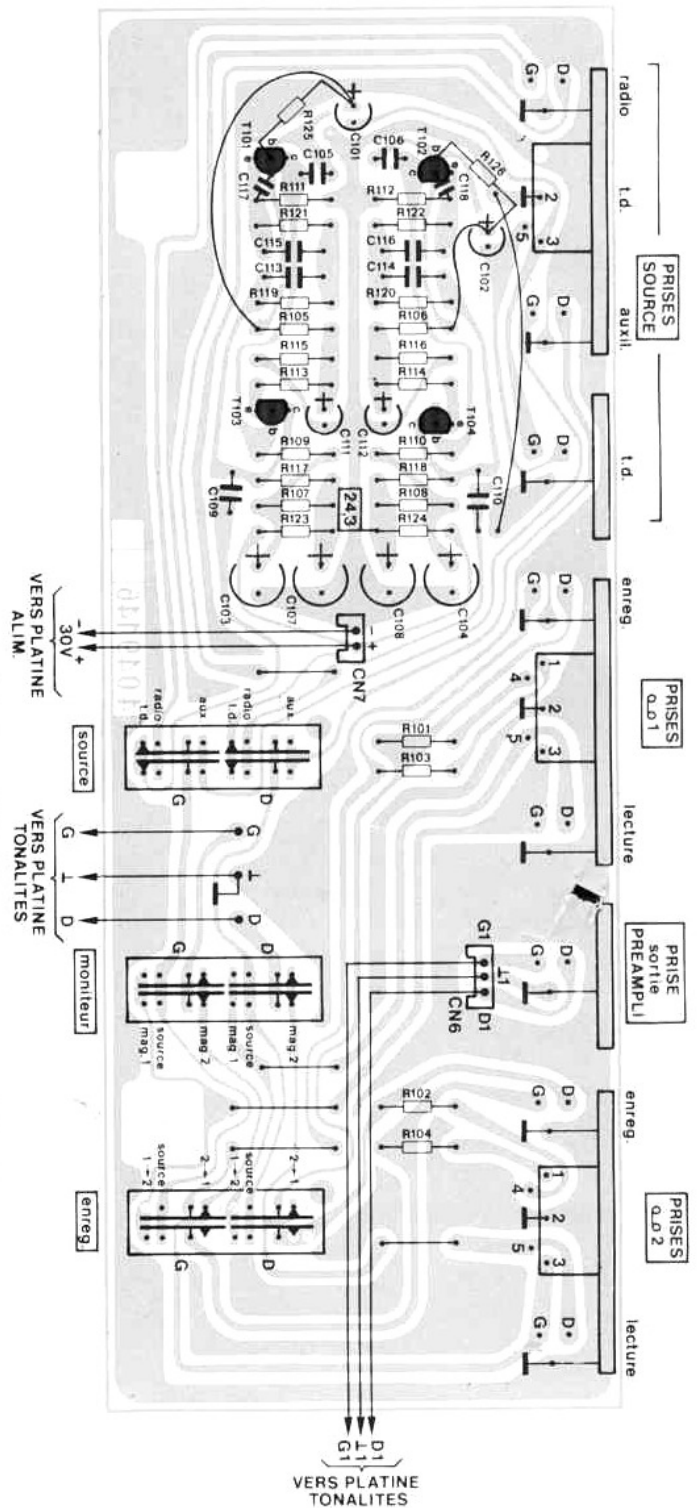 PRISES
SOURCE
radio
t.d.
auxil.
t.d.
G
D
2
5
3
G
D
G
D
T101
b
c
e
R125
C101
C105
C117
R111
R121
C115
C113
R119
R105
R115
R113
T103
b
c
e
C111
R109
R117
R107
R123
C109
C103
C107
T102
b
c
e
C106
R126
C118
R112
R122
C116
C114
C102
R120
R106
R116
R114
T104
b
c
e
C112
R110
R118
R108
R124
C110
C108
C104
24,3
CN7
-
+
VERS PLATINE
ALIM.
-
30V+
PRISES
o_o1
enreg.
lecture
G
D
1
4
2
5
3
G
D
R101
R103
source
t.d.
radio
aux
t.d.
radio
aux.
G
D
VERS PLATINE
TONALITES
G
⊥
D
G
⊥
D
PRISE
sortie
PREAMPLI
G
D
G1
⊥1
D1
CN6
moniteur
G
D
mag.1
source
mag 2
mag 1
source
mag 2
PRISES
o_o2
enreg.
lecture
G
D
1
4
2
5
3
G
D
R102
R104
enreg.
1→2
source
2→1
1→2
source
2→1
G
D
D1
⊥1
G1
VERS PLATINE
TONALITES